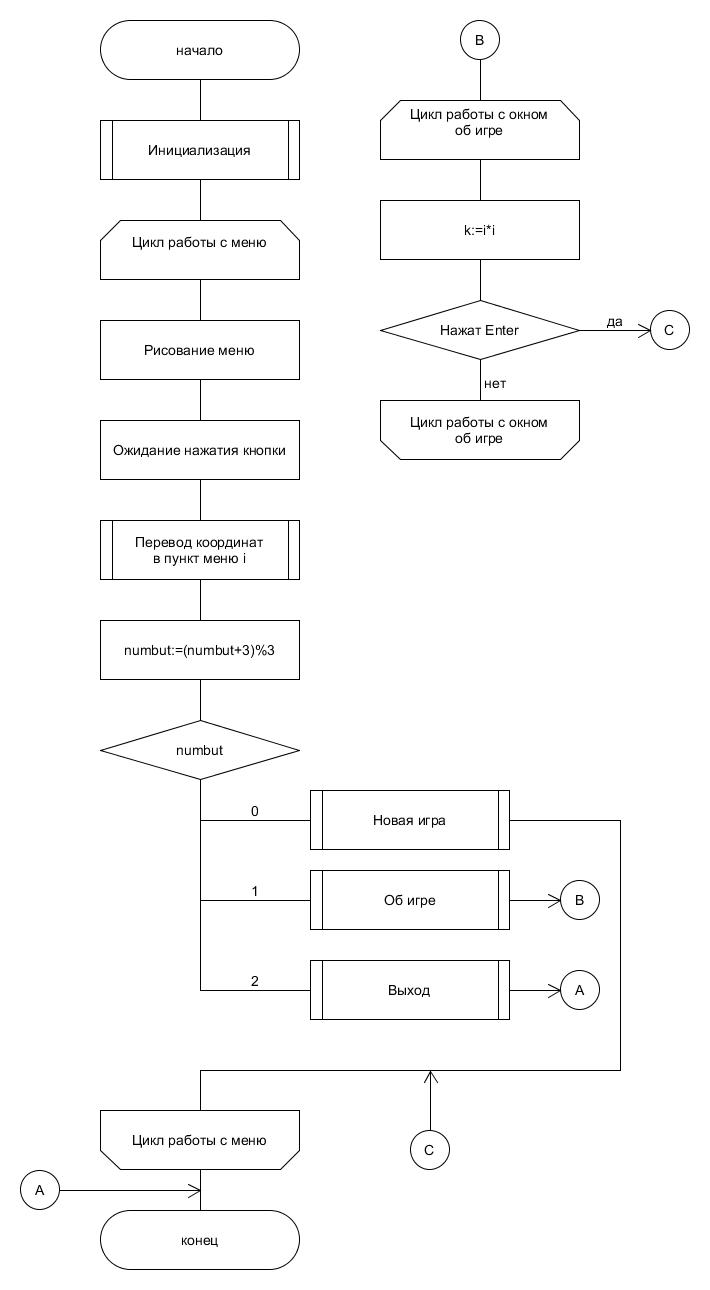 начало
Инициализация
Цикл работы с меню
Рисование меню
Ожидание нажатия кнопки
Перевод координат
в пункт меню i
numbut:=(numbut+3)%3
numbut
0
Новая игра
1
Об игре
B
2
Выход
A
Цикл работы с меню
C
A
конец
B
Цикл работы с окном
об игре
k:=i*i
Нажат Enter
да
C
нет
Цикл работы с окном
об игре